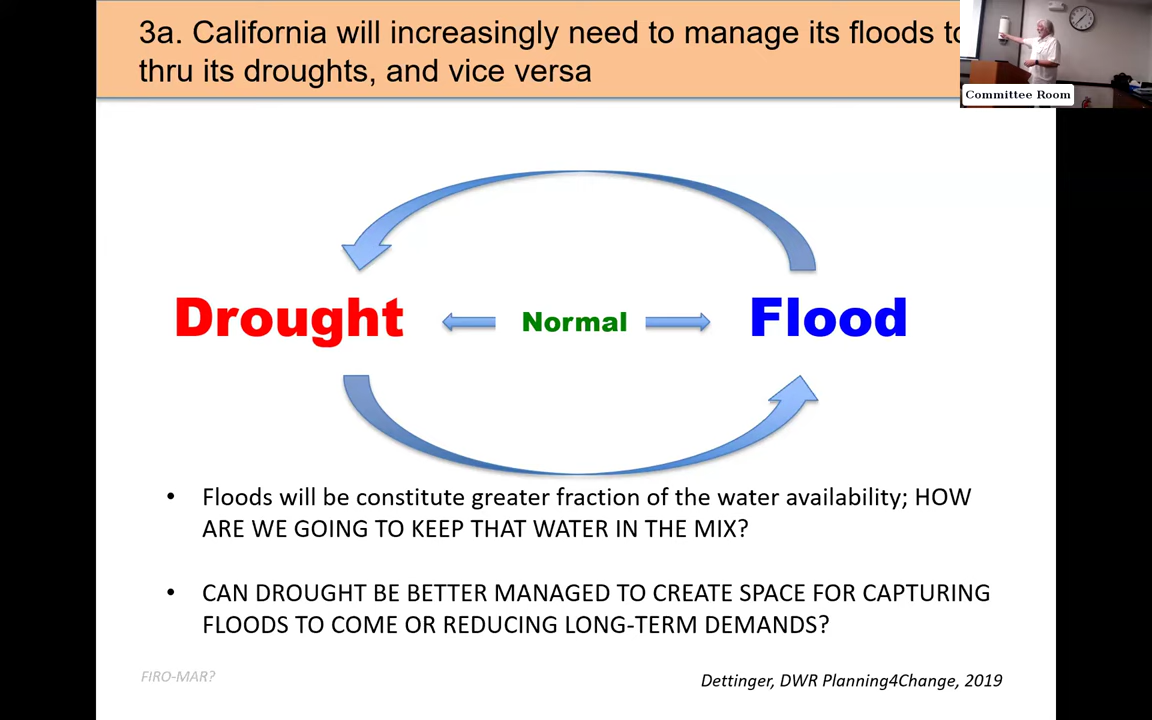 3a. California will increasingly need to manage its floods to
thru its droughts, and vice versa
Committee Room
Drought
Normal
Flood
• Floods will be constitute greater fraction of the water availability; HOW
ARE WE GOING TO KEEP THAT WATER IN THE MIX?
• CAN DROUGHT BE BETTER MANAGED TO CREATE SPACE FOR CAPTURING
FLOODS TO COME OR REDUCING LONG-TERM DEMANDS?
FIRO-MAR?
Dettinger, DWR Planning4Change, 2019